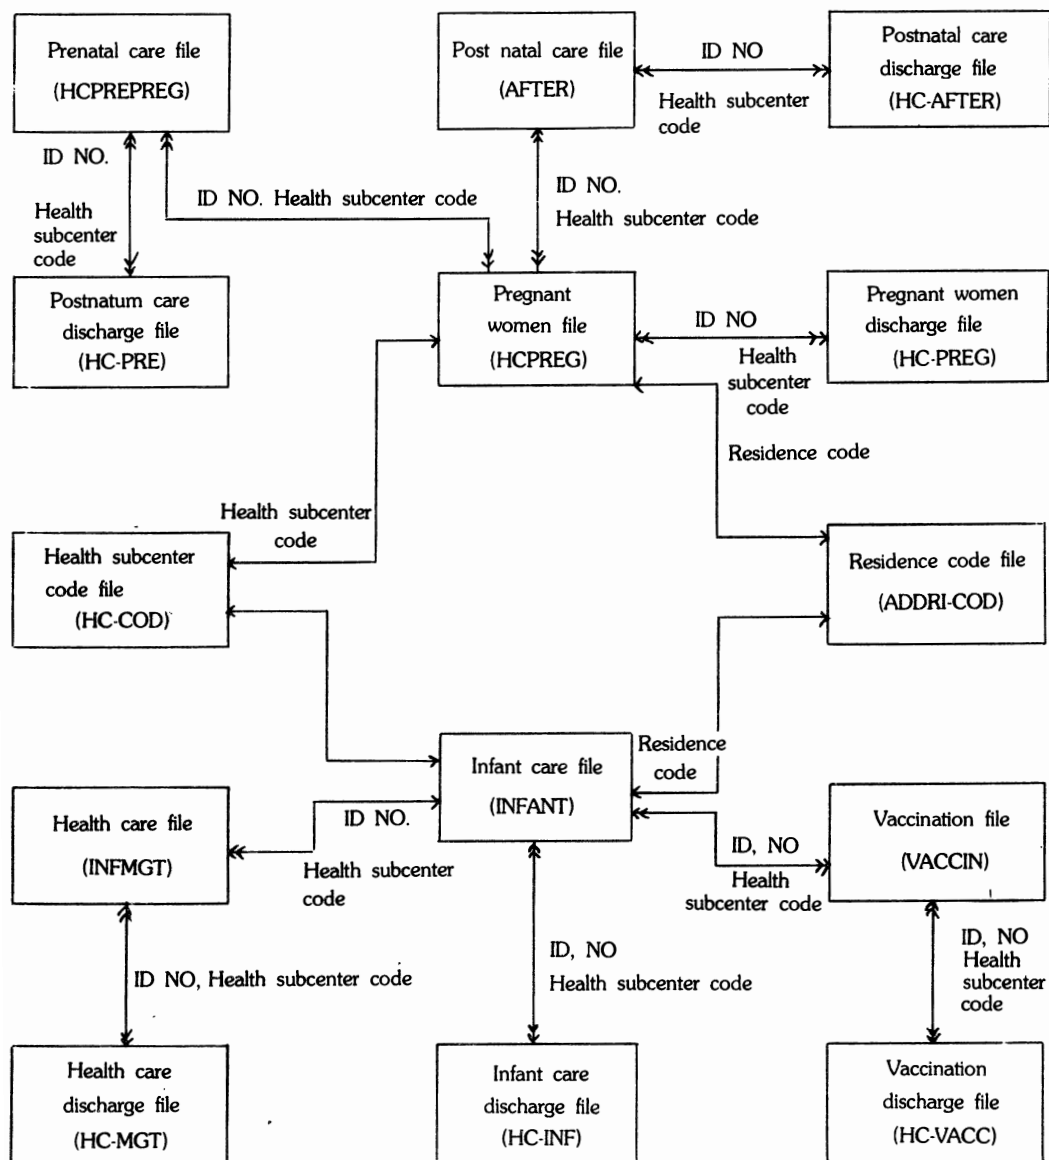 Prenatal care file
(HCPREPREG)
Post natal care file
(AFTER)
ID NO
Health subcenter
code
Postnatal care
discharge file
(HC-AFTER)
ID NO.
Health
subcenter
code
ID NO. Health subcenter code
ID NO.
Health subcenter code
Postnatum care
discharge file
(HC-PRE)
Pregnant
women file
(HCPREG)
ID NO
Health
subcenter
code
Pregnant women
discharge file
(HC-PREG)
Residence code
Health subcenter
code
Health subcenter
code file
(HC-COD)
Residence code file
(ADDRI-COD)
Infant care file
(INFANT)
Residence
code
Health care file
(INFMGT)
ID NO.
Health subcenter
code
ID, NO
Health
subcenter code
Vaccination file
(VACCIN)
ID NO, Health subcenter code
ID, NO
Health subcenter code
ID, NO
Health
subcenter
code
Health care
discharge file
(HC-MGT)
Infant care
discharge file
(HC-INF)
Vaccination
discharge file
(HC-VACC)